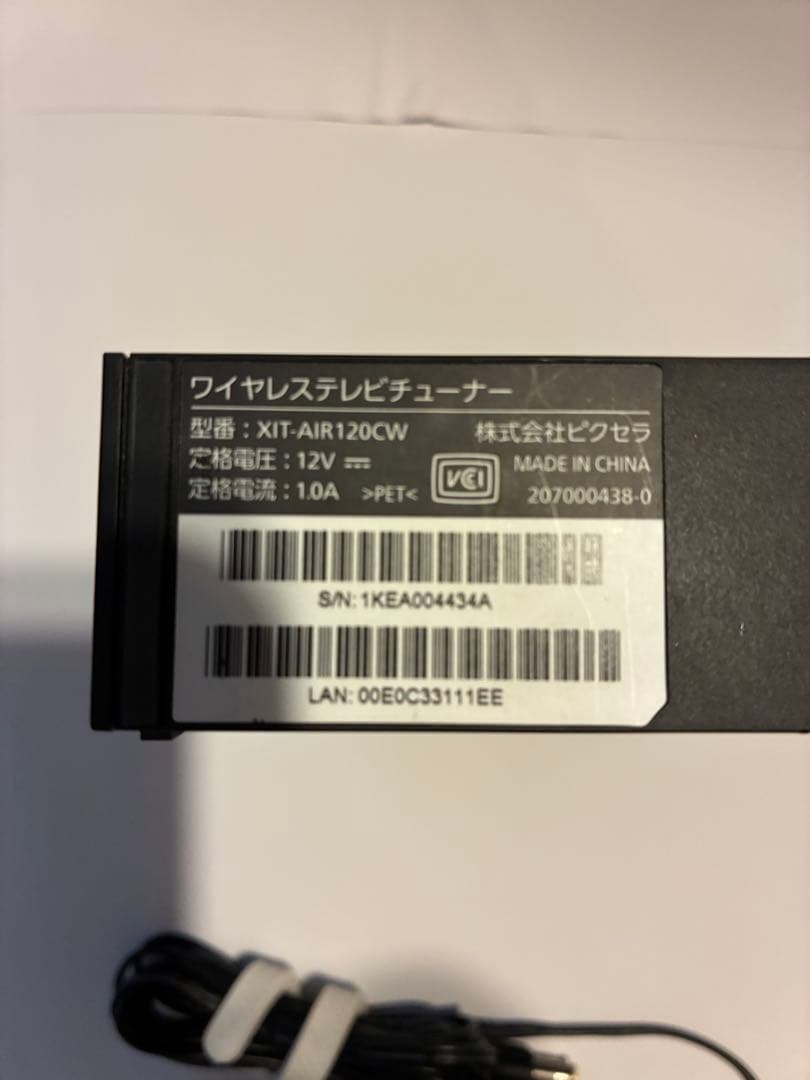 ワイヤレステレビチューナー
型番：XIT-AIR120CW 株式会社ピクセラ
定格電圧：12V ⎓ MADE IN CHINA
定格電流：1.0A >PET< VCI 207000438-0
S/N: 1KEA004434A
LAN: 00E0C33111EE